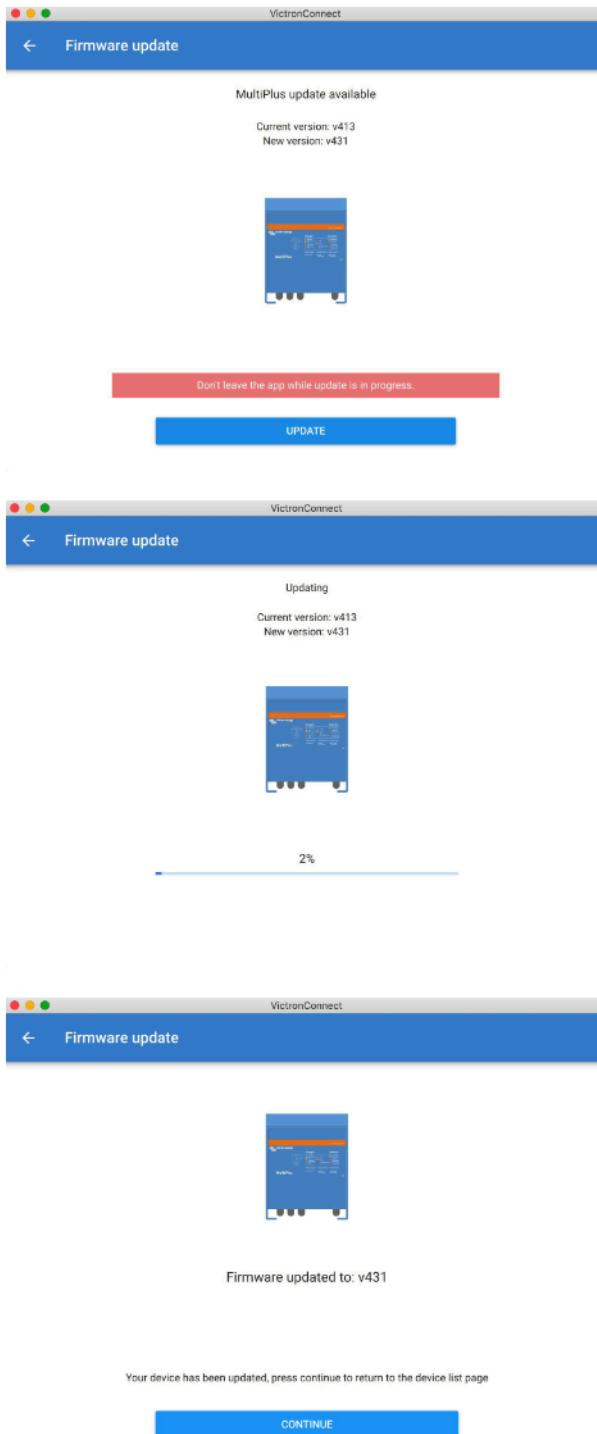 VictronConnect
Firmware update
MultiPlus update available
Current version: v413
New version: v431
Don't leave the app while update is in progress.
UPDATE
VictronConnect
Firmware update
Updating
Current version: v413
New version: v431
2%
VictronConnect
Firmware update
Firmware updated to: v431
Your device has been updated, press continue to return to the device list page
CONTINUE